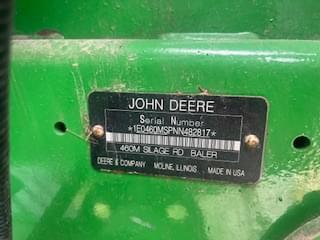 JOHN DEERE
Serial Number
*1E0460MSPNN482817*
460M SILAGE RD BALER
DEERE & COMPANY MOLINE, ILLINOIS MADE IN USA